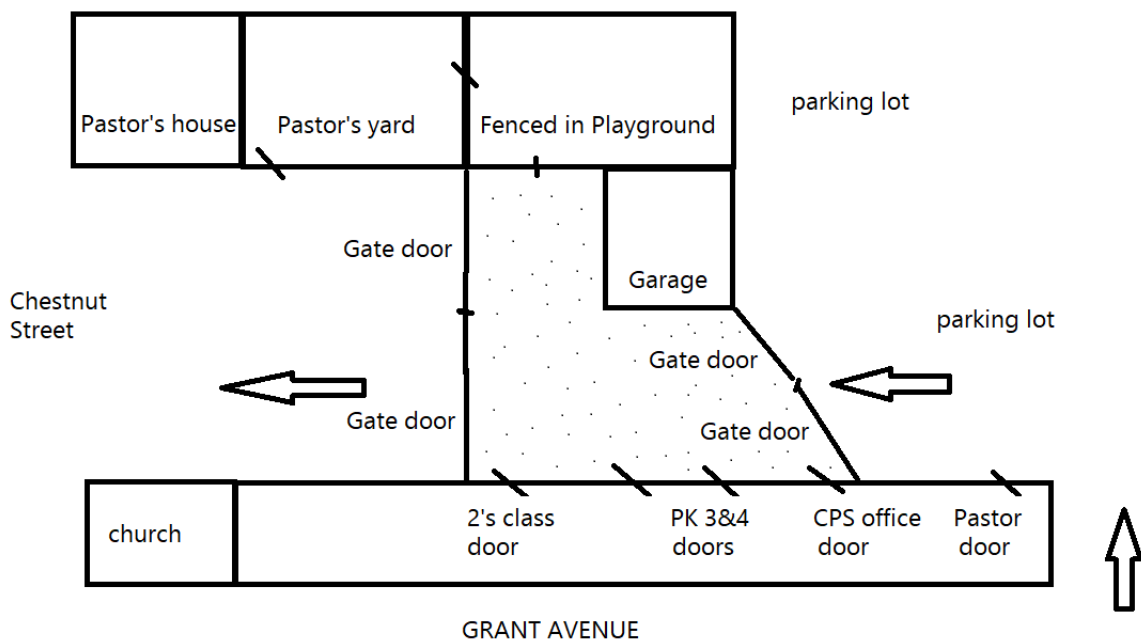 parking lot
Pastor's house
Pastor's yard
Fenced in Playground
Gate door
Garage
Chestnut
Street
parking lot
Gate door
Gate door
Gate door
church
2's class
door
PK 3&4
doors
CPS office
door
Pastor
door
GRANT AVENUE